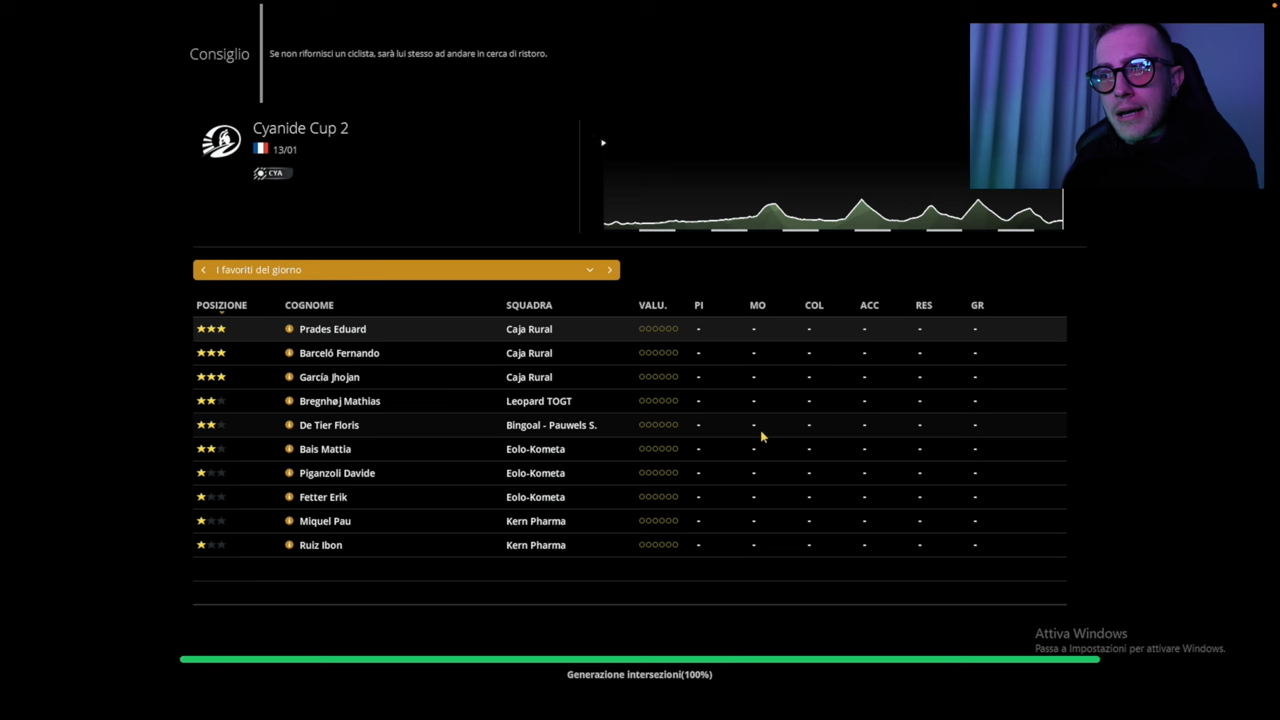 Consiglio
Se non rifornisci un ciclista, sarà lui stesso ad andare in cerca di ristoro.
Cyanide Cup 2
13/01
CYA
I favoriti del giorno
POSIZIONE COGNOME SQUADRA VALU. PI MO COL ACC RES GR
Prades Eduard Caja Rural - - - - - -
Barceló Fernando Caja Rural - - - - - -
García Jhojan Caja Rural - - - - - -
Bregnhøj Mathias Leopard TOGT - - - - - -
De Tier Floris Bingoal - Pauwels S. - - - - - -
Bais Mattia Eolo-Kometa - - - - - -
Piganzoli Davide Eolo-Kometa - - - - - -
Fetter Erik Eolo-Kometa - - - - - -
Miquel Pau Kern Pharma - - - - - -
Ruiz Ibon Kern Pharma - - - - - -
Attiva Windows
Passa a Impostazioni per attivare Windows.
Generazione intersezioni(100%)